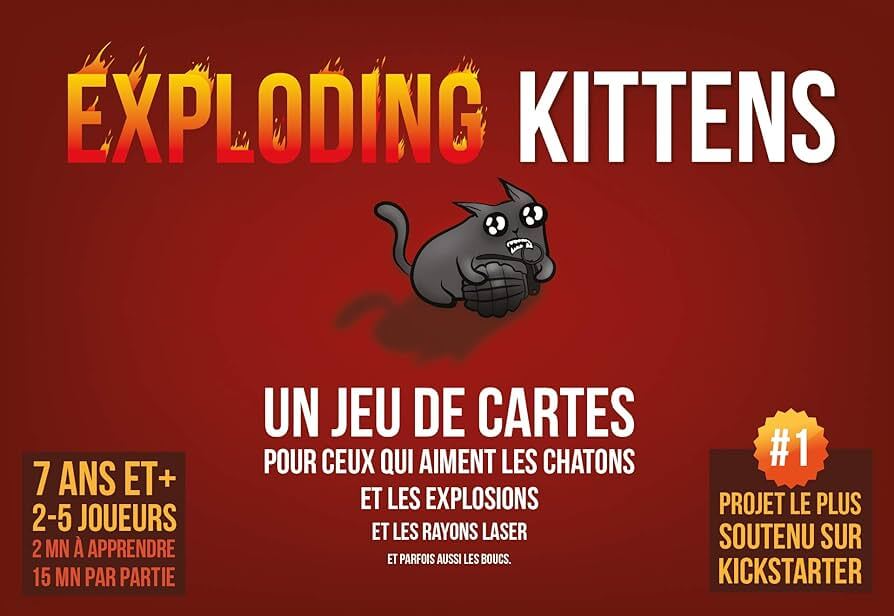 EXPLODING KITTENS
UN JEU DE CARTES
POUR CEUX QUI AIMENT LES CHATONS
ET LES EXPLOSIONS
ET LES RAYONS LASER
ET PARFOIS AUSSI LES BOUCS.
7 ANS ET+
2-5 JOUEURS
2 MN À APPRENDRE
15 MN PAR PARTIE
#1
PROJET LE PLUS
SOUTENU SUR
KICKSTARTER